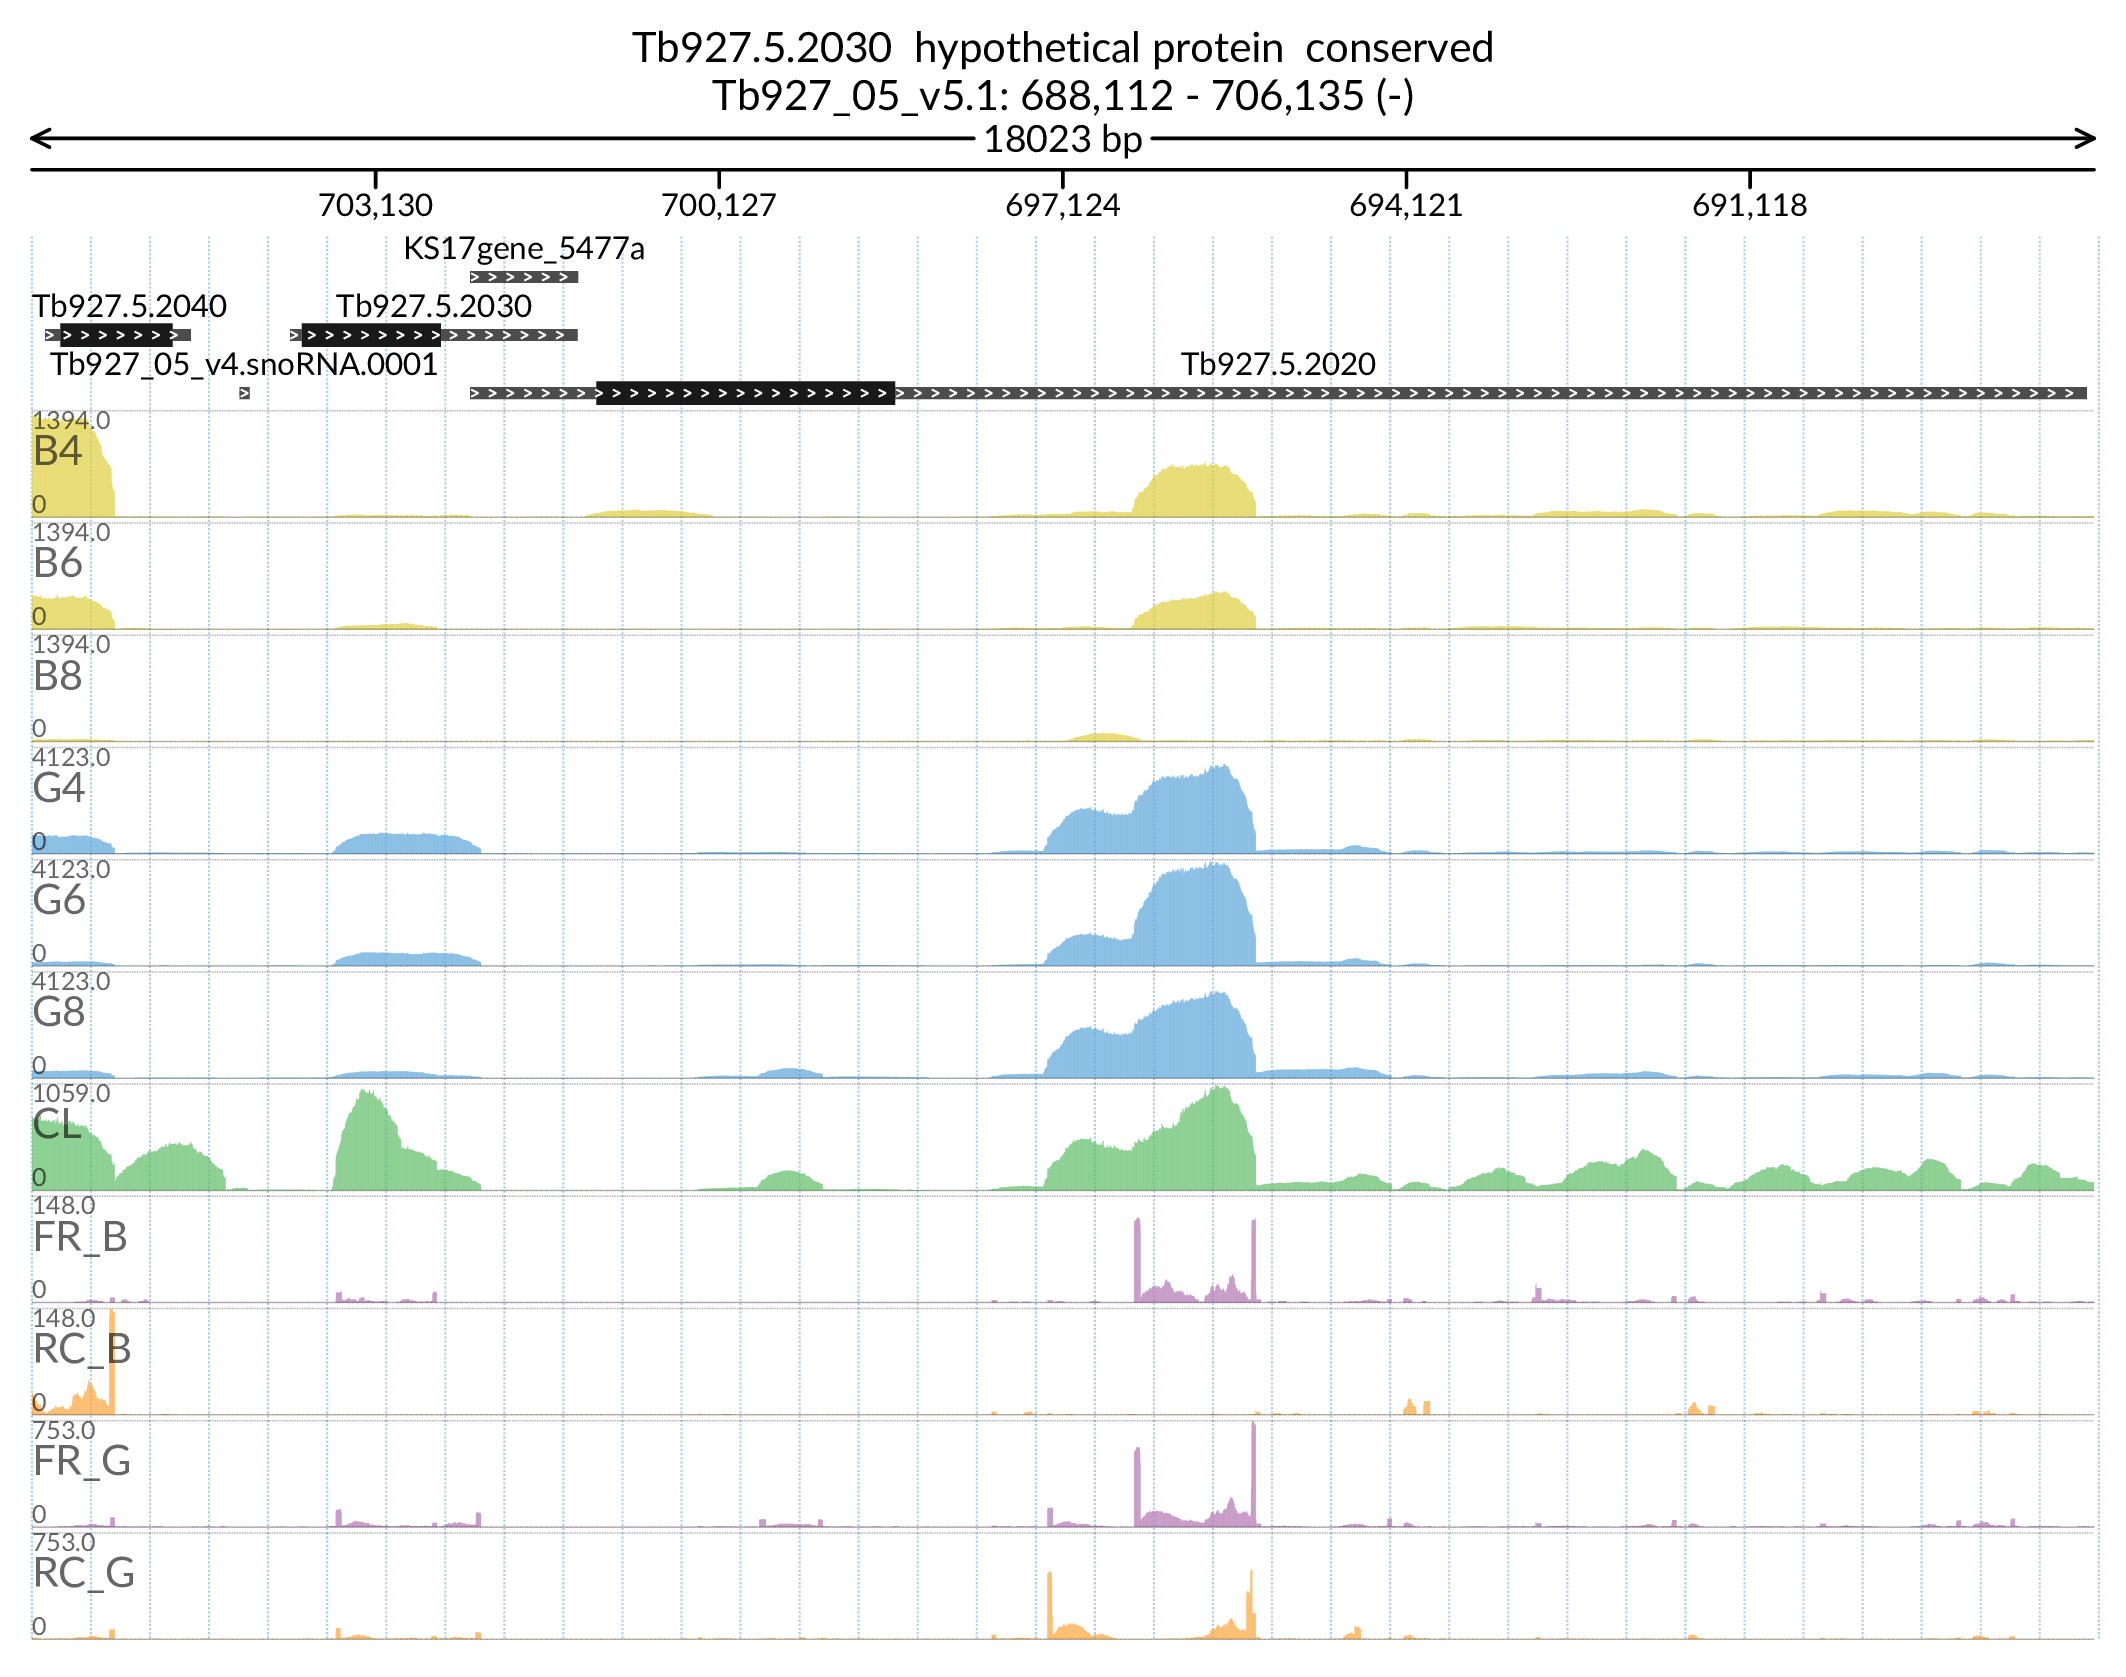 Tb927.5.2030  hypothetical protein  conserved
Tb927_05_v5.1: 688,112 - 706,135 (-)
18023 bp
703,130 700,127 697,124 694,121 691,118
KS17gene_5477a
Tb927.5.2040 Tb927.5.2030
Tb927_05_v4.snoRNA.0001 Tb927.5.2020
1394.0
B4
0
1394.0
B6
0
1394.0
B8
0
4123.0
G4
0
4123.0
G6
0
4123.0
G8
0
1059.0
CL
0
148.0
FR_B
0
148.0
RC_B
0
753.0
FR_G
0
753.0
RC_G
0